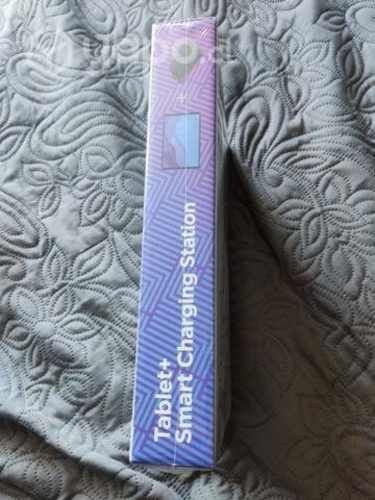 Tablet+
Smart Charging Station